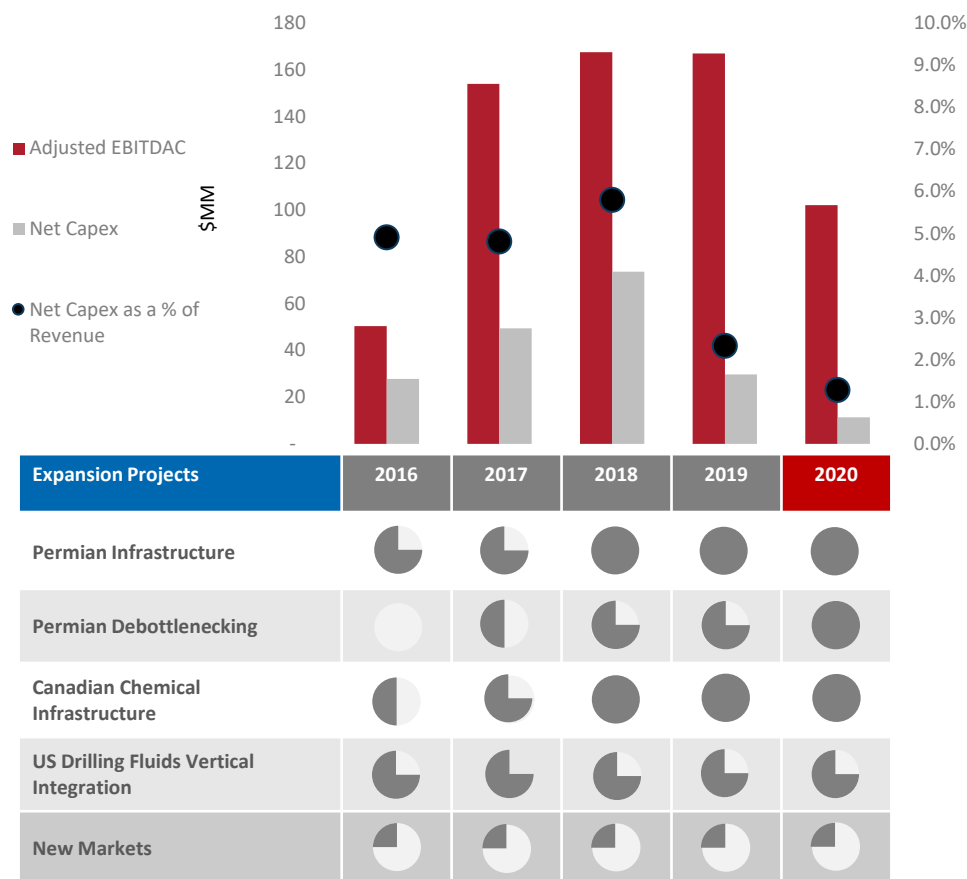 180
160
140
120
100
80
60
40
20
-
$MM
10.0%
9.0%
8.0%
7.0%
6.0%
5.0%
4.0%
3.0%
2.0%
1.0%
0.0%
Adjusted EBITDAC
Net Capex
Net Capex as a % of
Revenue
Expansion Projects 2016 2017 2018 2019 2020
Permian Infrastructure
Permian Debottlenecking
Canadian Chemical
Infrastructure
US Drilling Fluids Vertical
Integration
New Markets